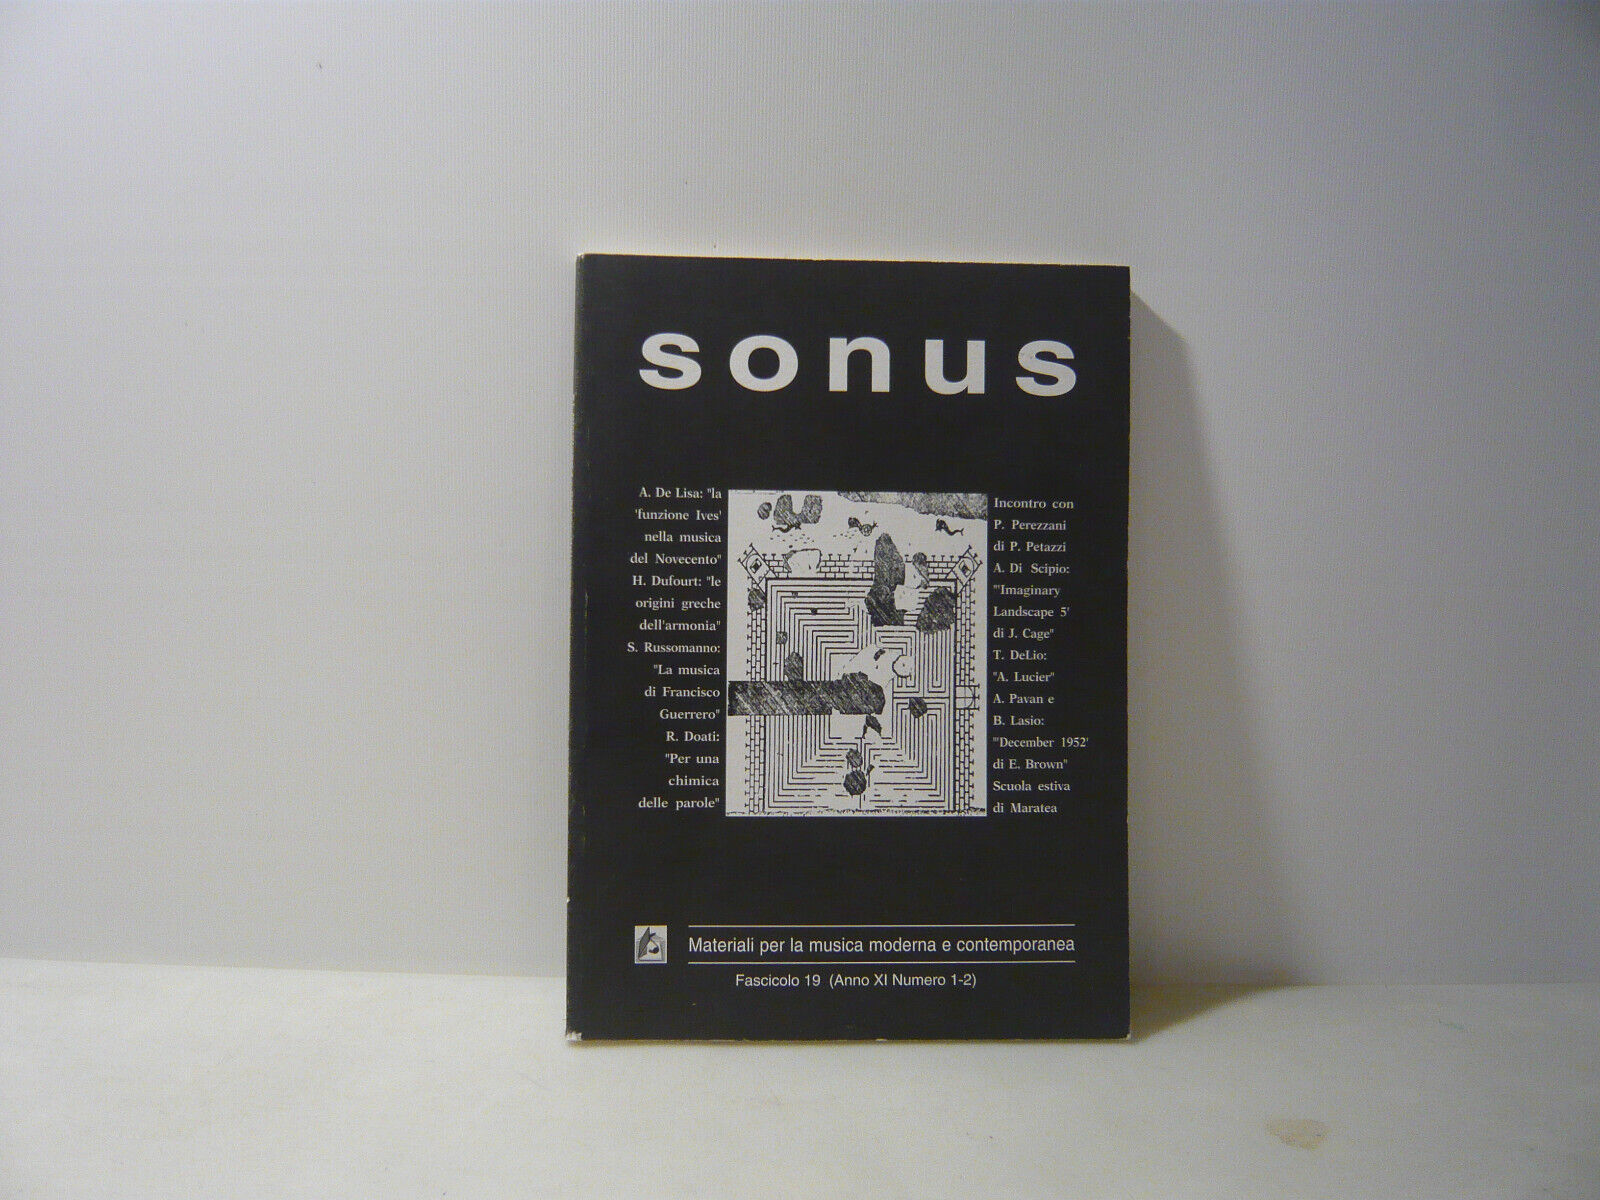 sonus
A. De Lisa: "la
'funzione Ives'
nella musica
del Novecento"
H. Dufourt: "le
origini greche
dell'armonia"
S. Russomanno:
"La musica
di Francisco
Guerrero"
R. Doati:
"Per una
chimica
delle parole"
Incontro con
P. Perezzani
di P. Petazzi
A. Di Scipio:
"'Imaginary
Landscape 5'
di J. Cage"
T. DeLio:
"A. Lucier"
A. Pavan e
B. Lasio:
"'December 1952'
di E. Brown"
Scuola estiva
di Maratea
Materiali per la musica moderna e contemporanea
Fascicolo 19 (Anno XI Numero 1-2)